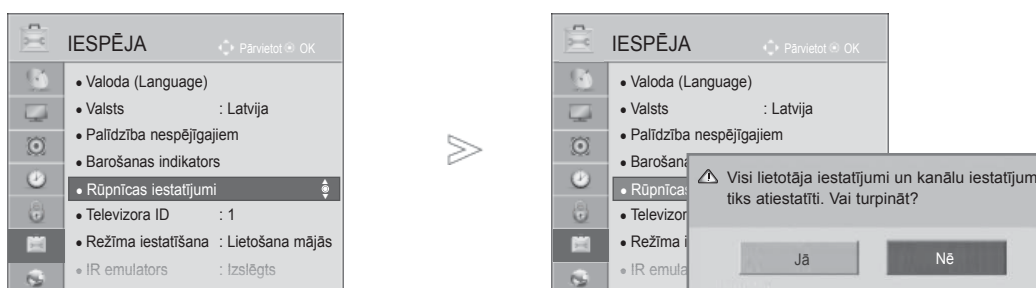 IESPĒJA Pārvietot OK
• Valoda (Language)
• Valsts : Latvija
• Palīdzība nespējīgajiem
• Barošanas indikators
• Rūpnīcas iestatījumi
• Televizora ID : 1
• Režīma iestatīšana : Lietošana mājās
• IR emulators : Izslēgts
IESPĒJA Pārvietot OK
• Valoda (Language)
• Valsts : Latvija
• Palīdzība nespējīgajiem
• Barošana
• Rūpnīcas
• Televizor
• Režīma i
• IR emula
Visi lietotāja iestatījumi un kanālu iestatījum
tiks atiestatīti. Vai turpināt?
Jā Nē